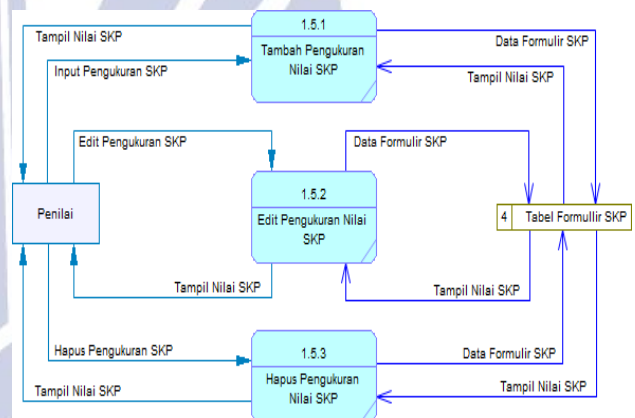 1.5.1
Tampil Nilai SKP
Tambah Pengukuran
Nilai SKP
Data Formulir SKP
Input Pengukuran SKP
Tampil Nilai SKP
Edit Pengukuran SKP
Data Formulir SKP
1.5.2
Edit Pengukuran Nilai
SKP
Penilai
4 Tabel Formullir SKP
Tampil Nilai SKP
Tampil Nilai SKP
1.5.3
Hapus Pengukuran SKP
Data Formulir SKP
Hapus Pengukuran
Nilai SKP
Tampil Nilai SKP
Tampil Nilai SKP